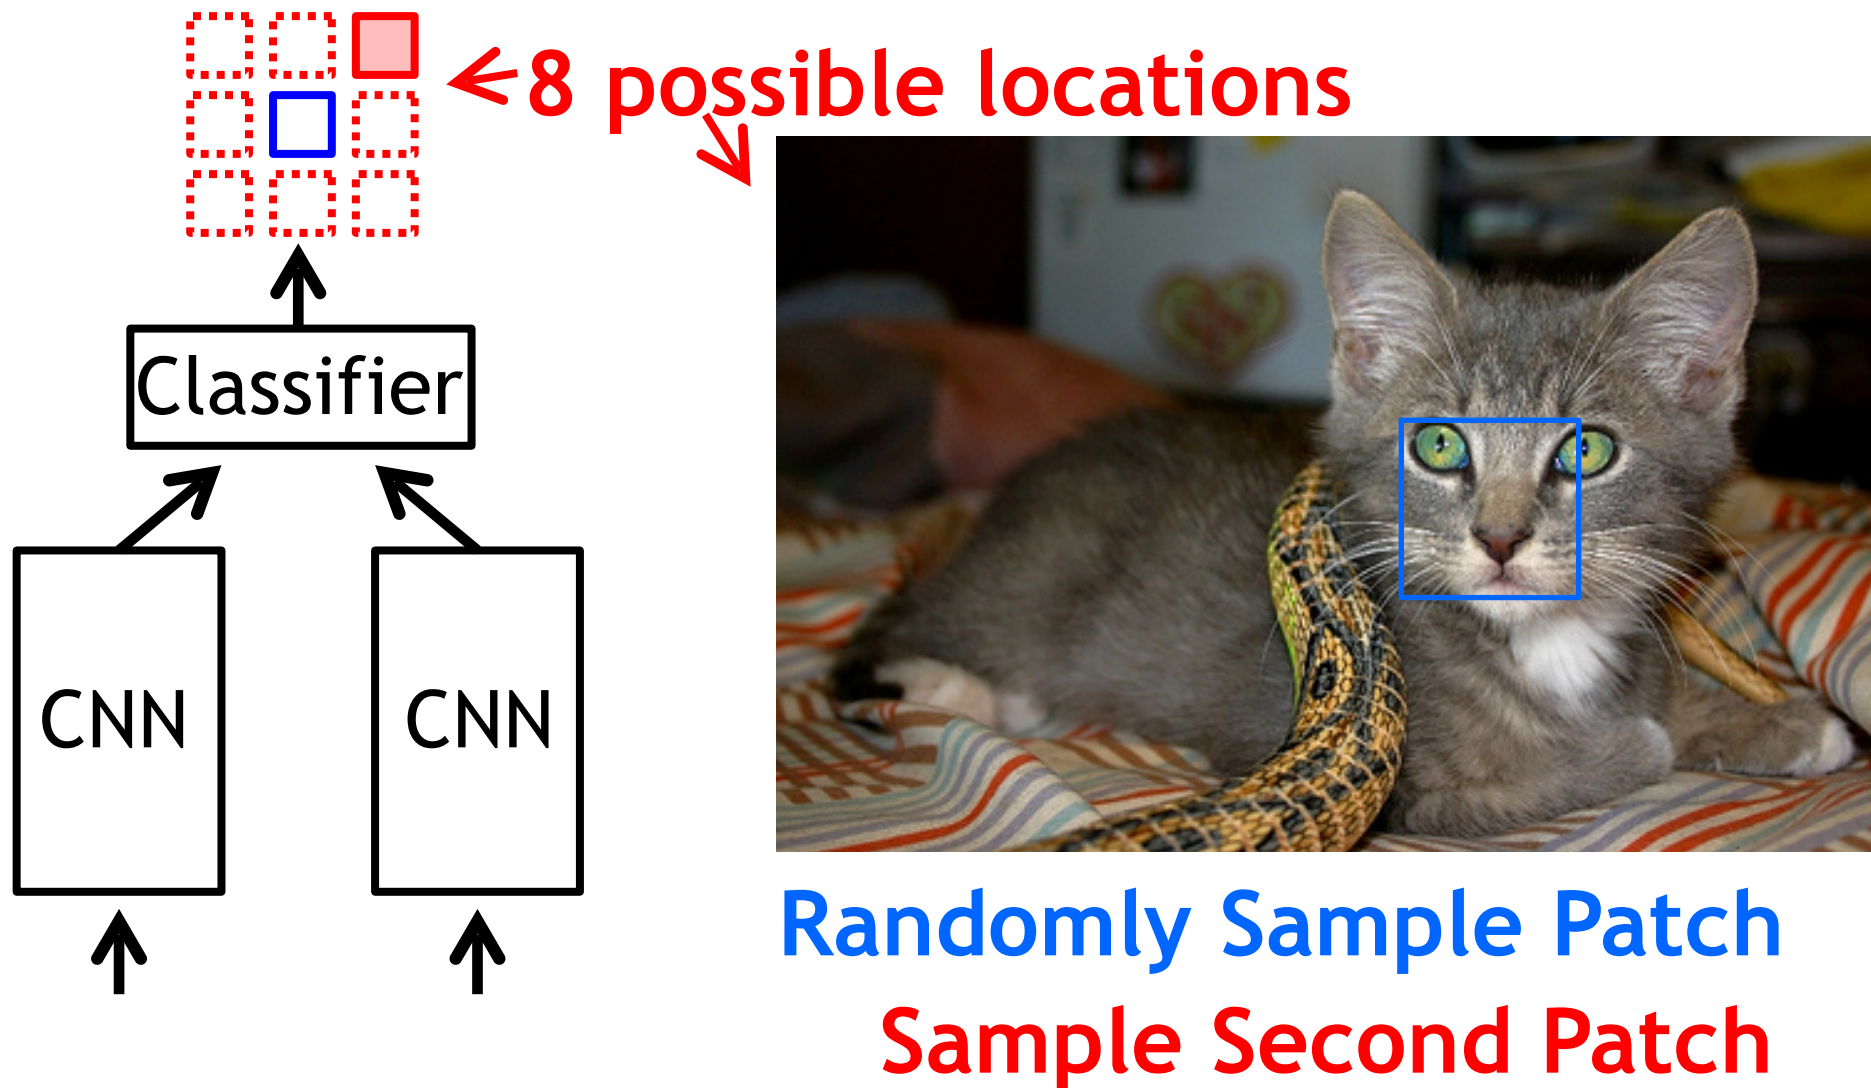 8 possible locations
Classifier
CNN
CNN
Randomly Sample Patch
Sample Second Patch